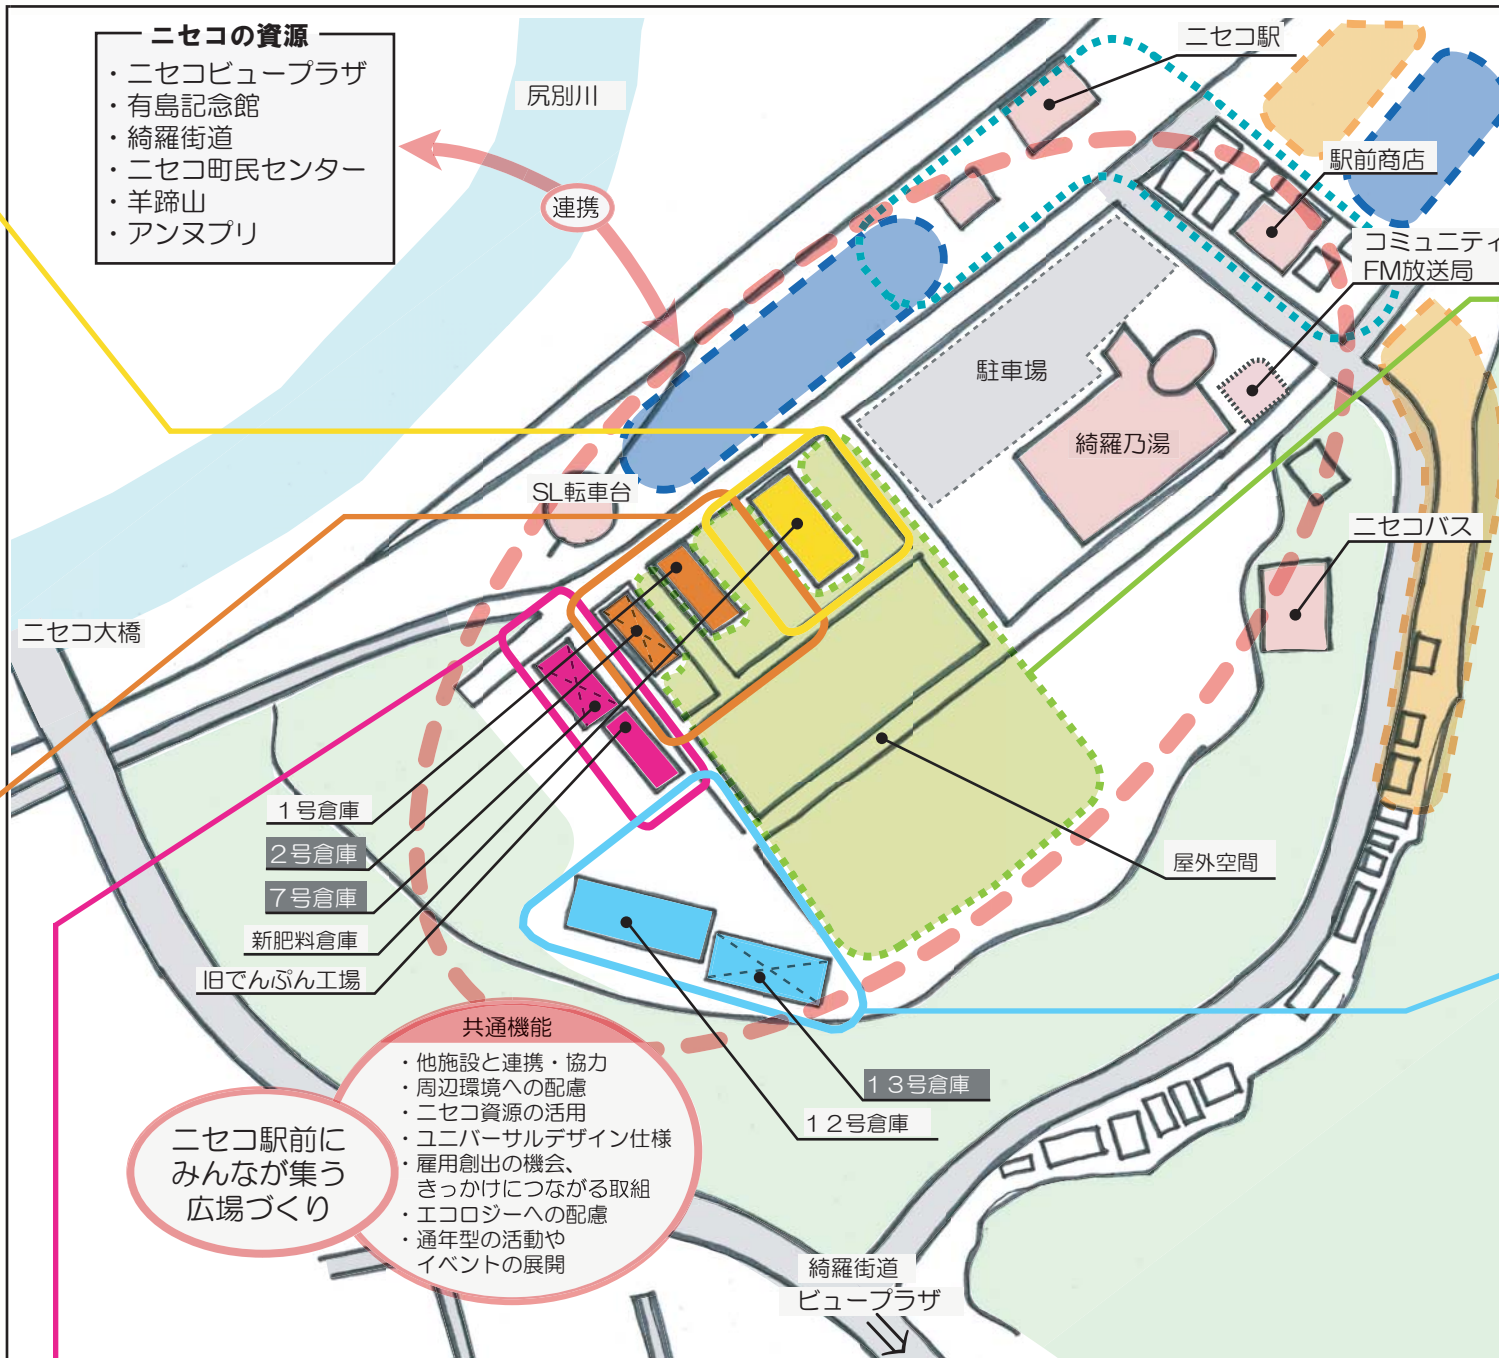 ニセコの資源
・ニセコビュープラザ
・有島記念館
・綺羅街道
・ニセコ町民センター
・羊蹄山
・アンヌプリ
尻別川
連携
ニセコ駅
駅前商店
コミュニティ
FM放送局
駐車場
綺羅乃湯
SL転車台
ニセコバス
ニセコ大橋
1号倉庫
2号倉庫
7号倉庫
新肥料倉庫
旧でんぷん工場
屋外空間
13号倉庫
12号倉庫
共通機能
・他施設と連携・協力
・周辺環境への配慮
・ニセコ資源の活用
・ユニバーサルデザイン仕様
・雇用創出の機会、
きっかけにつながる取組
・エコロジーへの配慮
・通年型の活動や
イベントの展開
ニセコ駅前に
みんなが集う
広場づくり
綺羅街道
ビュープラザ